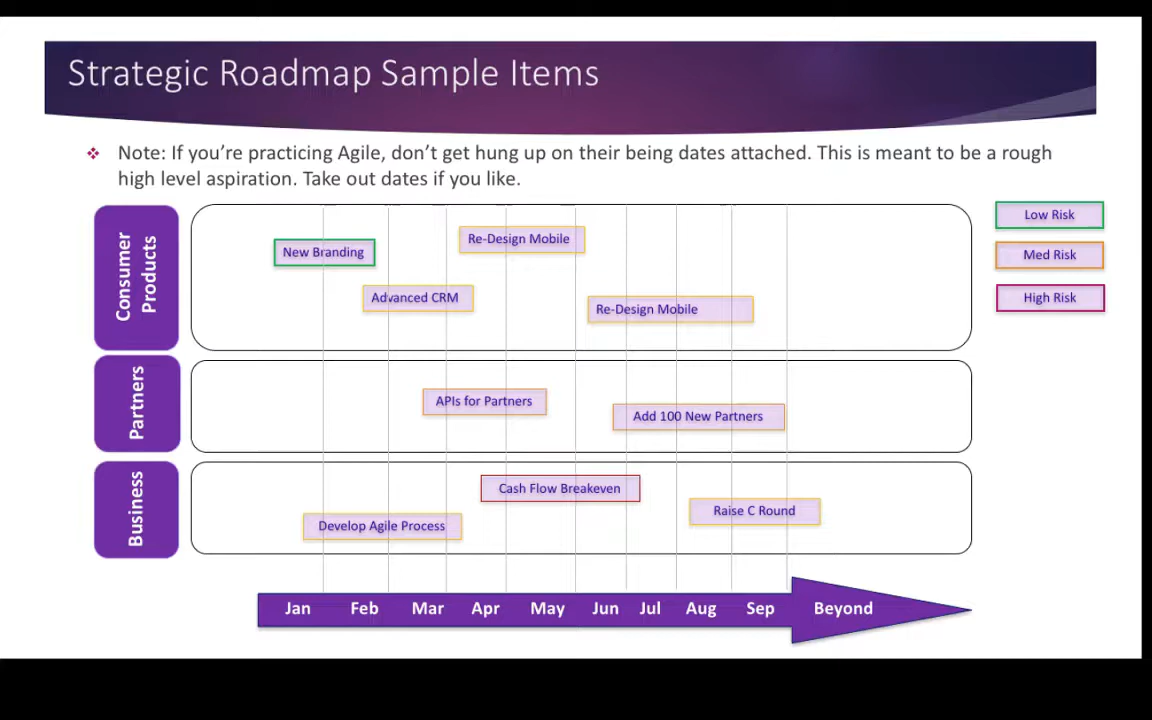 Strategic Roadmap Sample Items
Note: If you're practicing Agile, don't get hung up on their being dates attached. This is meant to be a rough
high level aspiration. Take out dates if you like.
Consumer
Products
New Branding
Re-Design Mobile
Advanced CRM
Re-Design Mobile
Low Risk
Med Risk
High Risk
Partners
APIs for Partners
Add 100 New Partners
Business
Cash Flow Breakeven
Raise C Round
Develop Agile Process
Jan Feb Mar Apr May Jun Jul Aug Sep Beyond